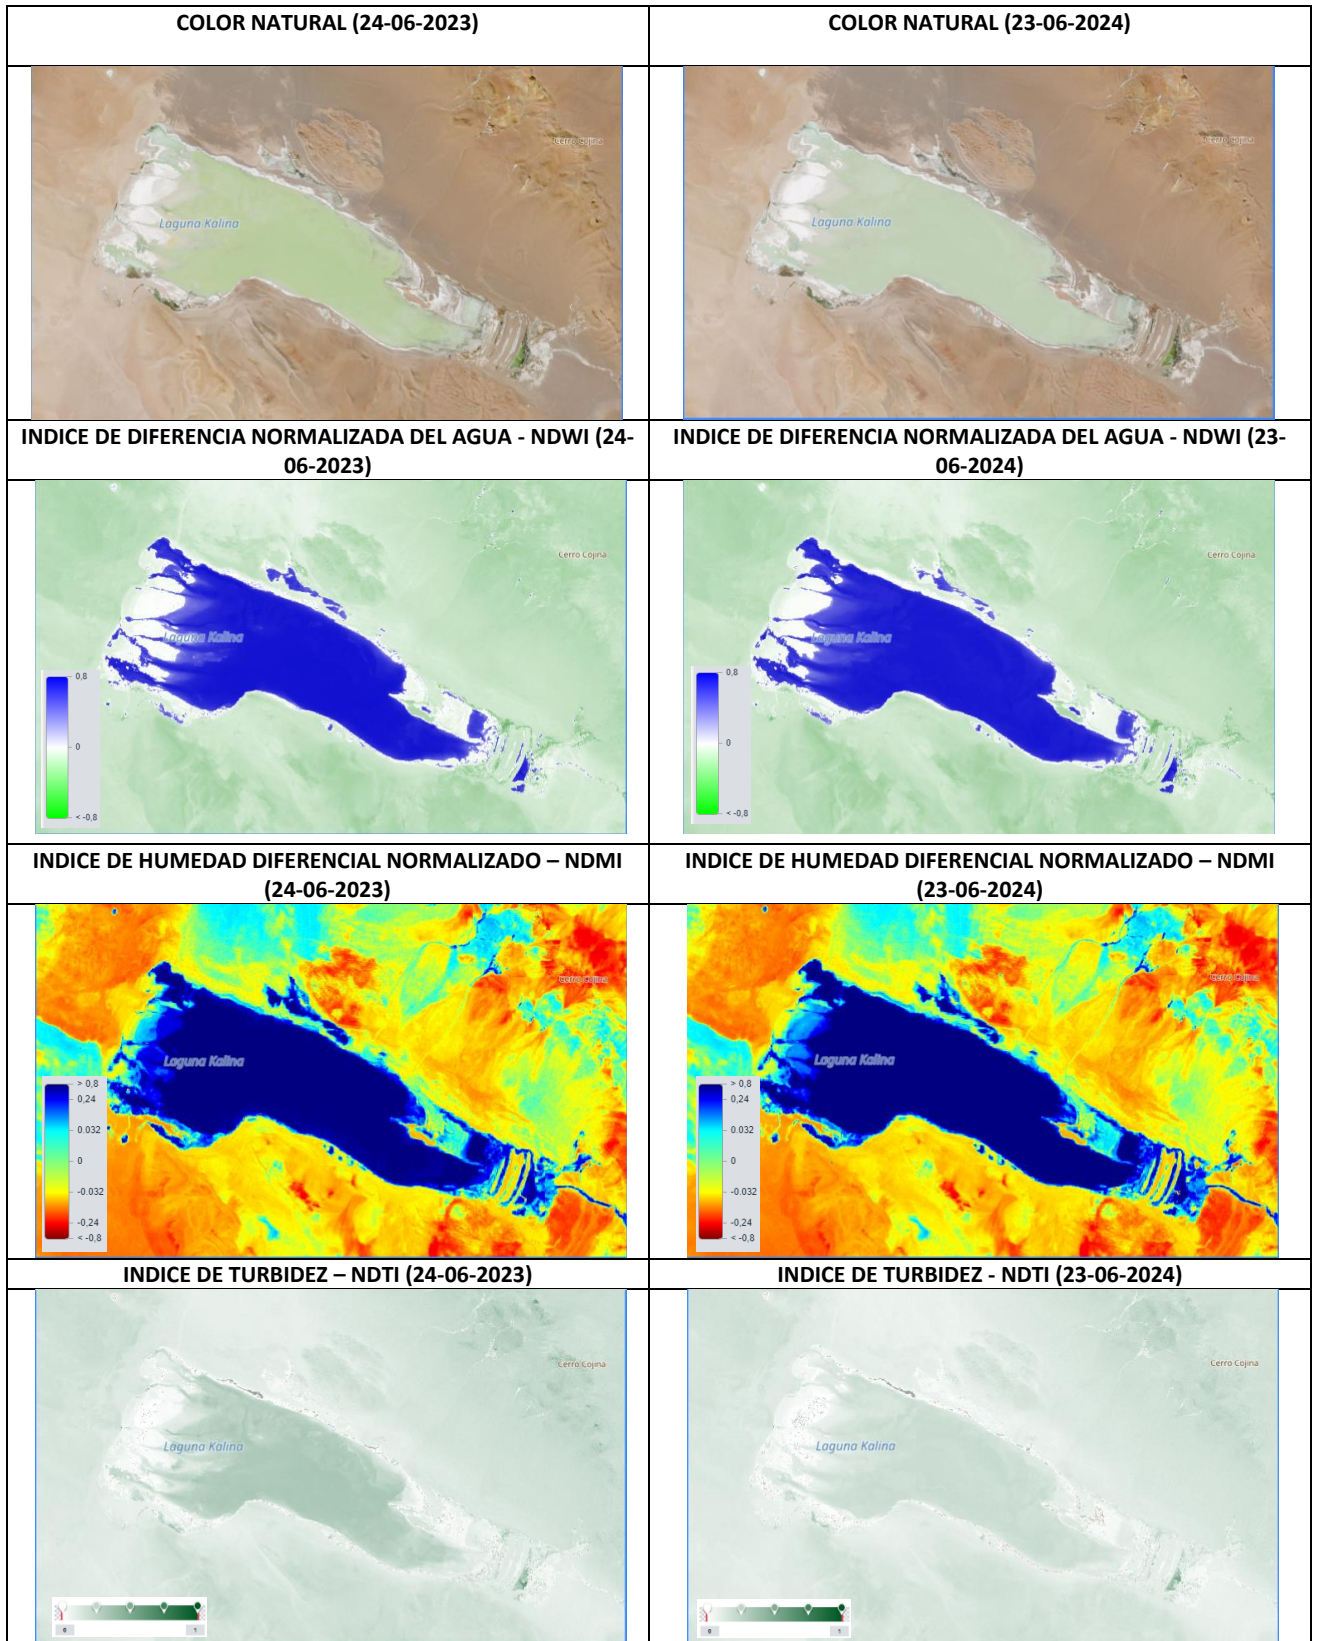 COLOR NATURAL (24-06-2023)
COLOR NATURAL (23-06-2024)
Cerro Cojina
Laguna Kalina
Cerro Cojina
Laguna Kalina
INDICE DE DIFERENCIA NORMALIZADA DEL AGUA - NDWI (24-
06-2023)
INDICE DE DIFERENCIA NORMALIZADA DEL AGUA - NDWI (23-
06-2024)
Cerro Cojina
Laguna Kalina
0,8
0
< -0,8
Cerro Cojina
Laguna Kalina
0,8
0
< -0,8
INDICE DE HUMEDAD DIFERENCIAL NORMALIZADO – NDMI
(24-06-2023)
INDICE DE HUMEDAD DIFERENCIAL NORMALIZADO – NDMI
(23-06-2024)
Cerro Cojina
Laguna Kalina
> 0,8
0,24
0.032
0
-0.032
-0,24
< -0,8
Cerro Cojina
Laguna Kalina
> 0,8
0,24
0.032
0
-0.032
-0,24
< -0,8
INDICE DE TURBIDEZ – NDTI (24-06-2023)
INDICE DE TURBIDEZ - NDTI (23-06-2024)
Cerro Cojina
Laguna Kalina
0 1
Cerro Cojina
Laguna Kalina
0 1